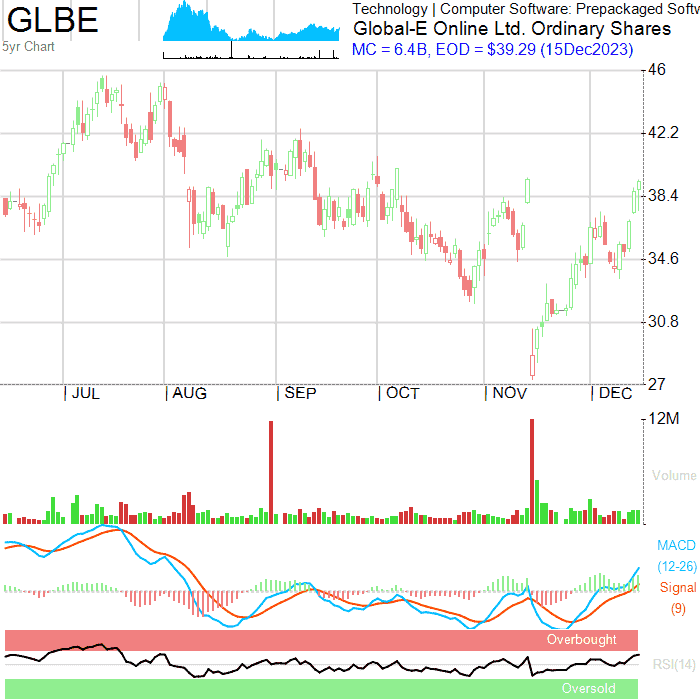 GLBE
5yr Chart
Technology | Computer Software: Prepackaged Softw
Global-E Online Ltd. Ordinary Shares
MC = 6.4B, EOD = $39.29 (15Dec2023)
46
42.2
38.4
34.6
30.8
27
| JUL | AUG | SEP | OCT | NOV | DEC
12M
Volume
MACD
(12-26)
Signal
(9)
Overbought
RSI(14)
Oversold